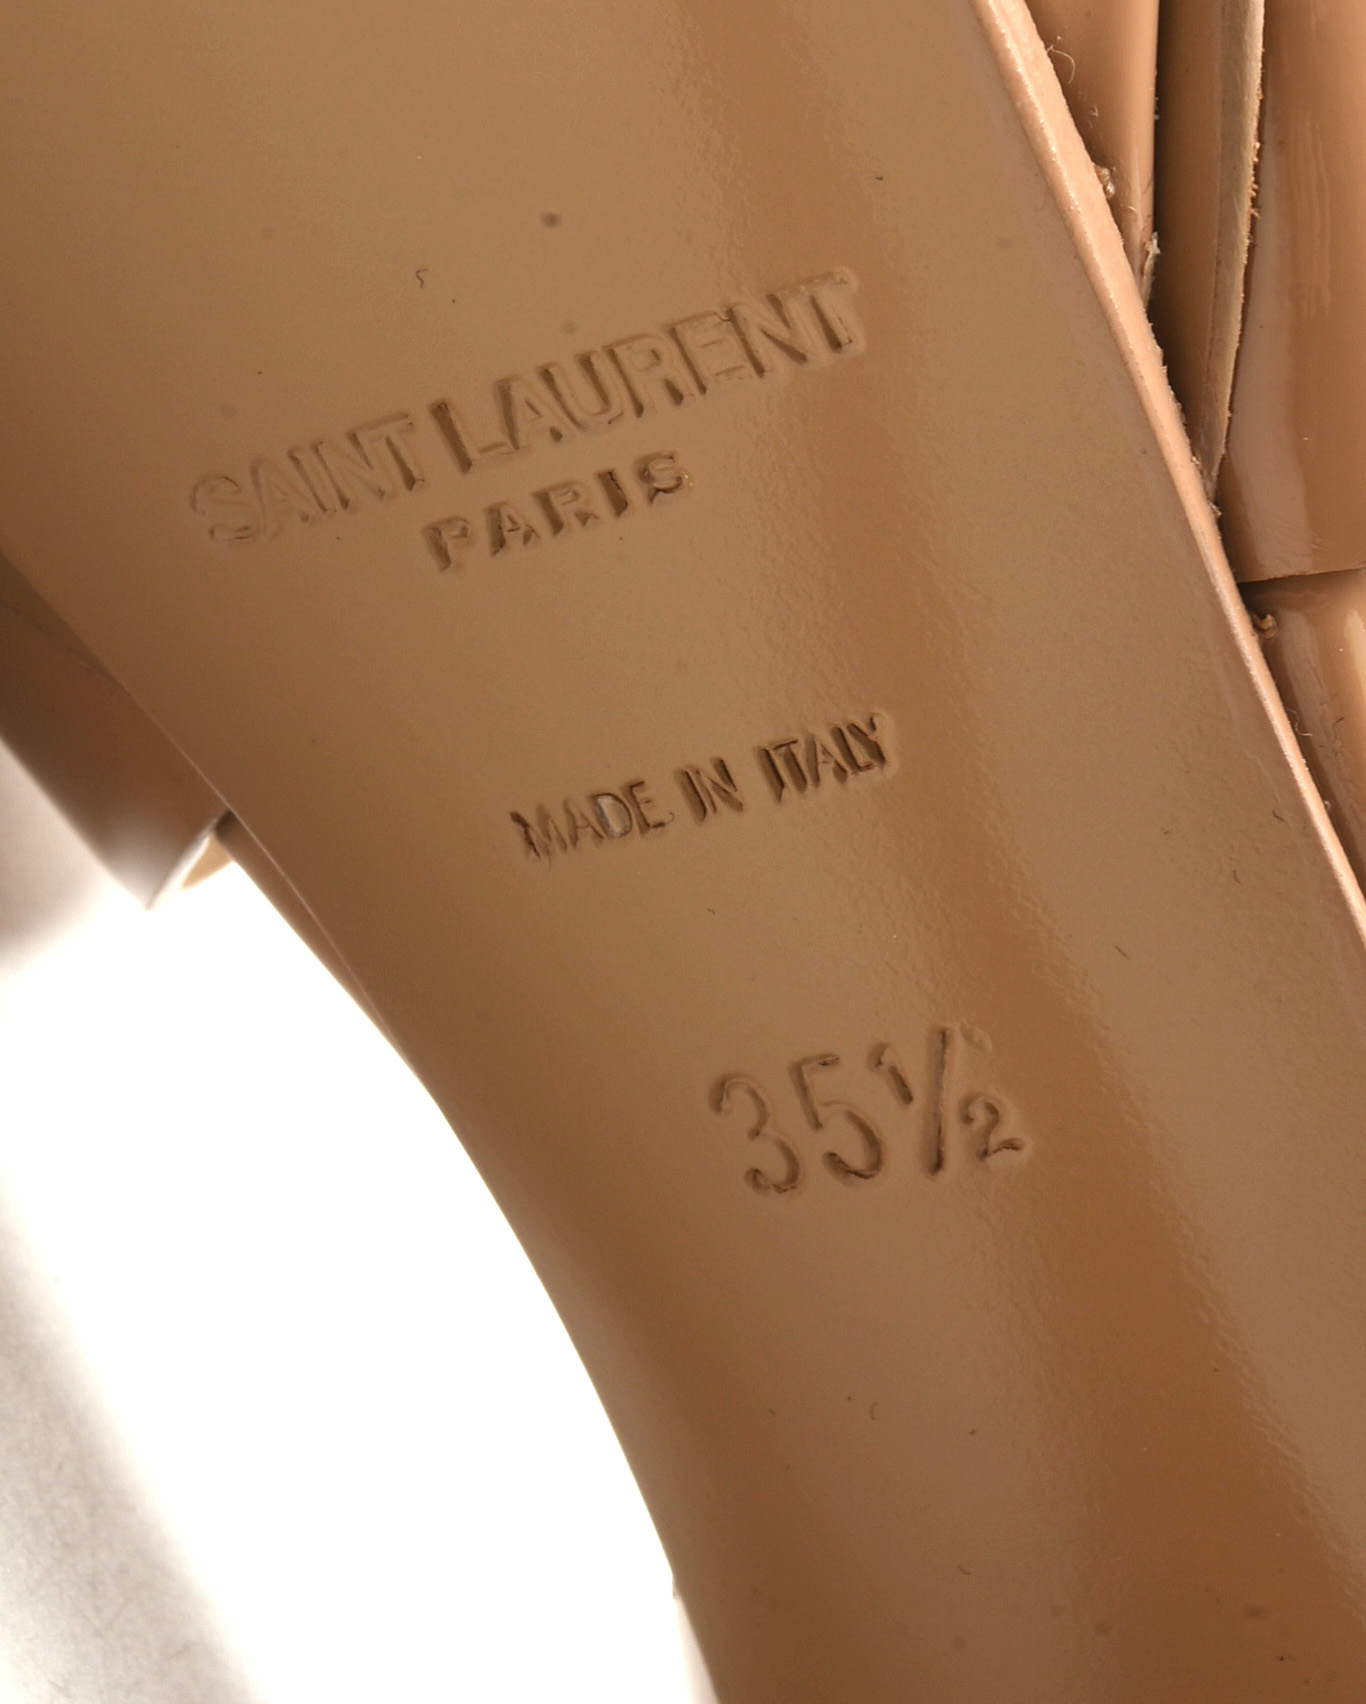 SAINT LAURENT
PARIS
MADE IN ITALY
35½